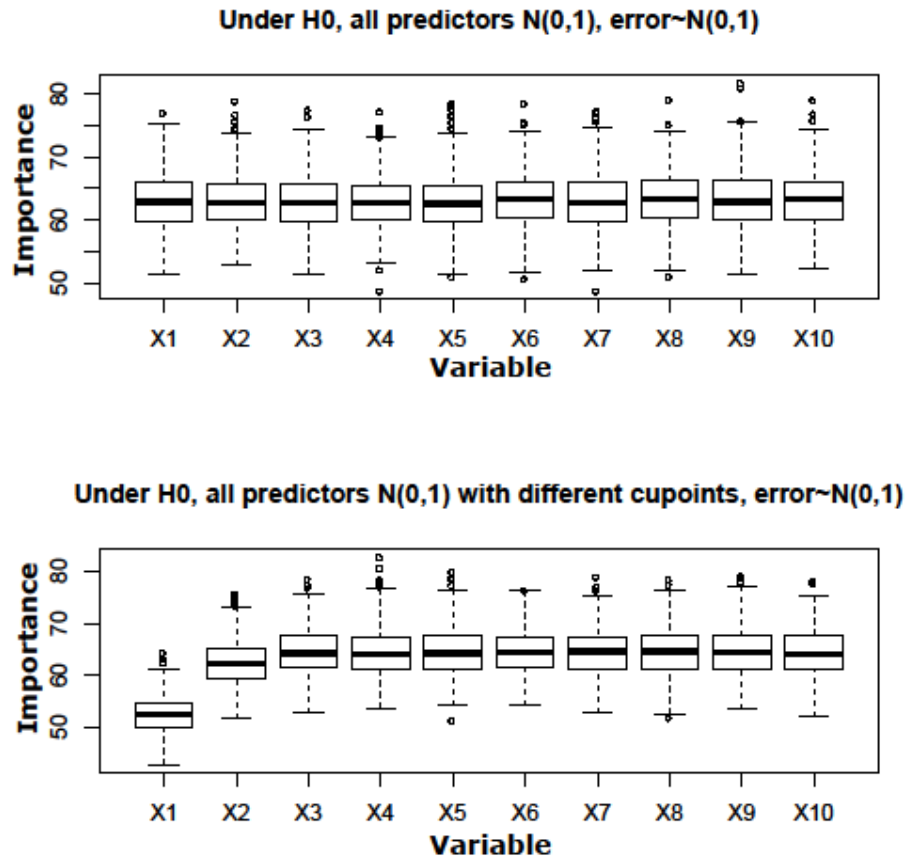 Under H0, all predictors N(0,1), error~N(0,1)
Importance
80
70
60
50
X1 X2 X3 X4 X5 X6 X7 X8 X9 X10
Variable
Under H0, all predictors N(0,1) with different cupoints, error~N(0,1)
Importance
80
70
60
50
X1 X2 X3 X4 X5 X6 X7 X8 X9 X10
Variable